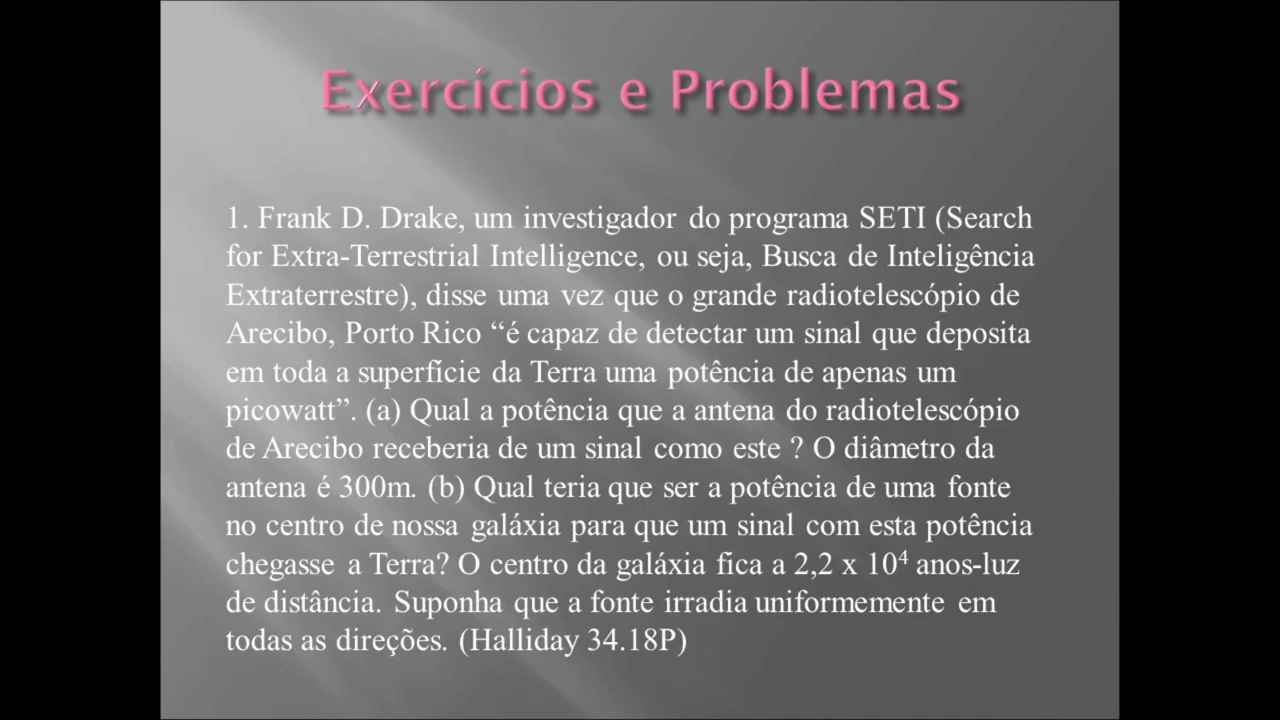 Exercícios e Problemas
1. Frank D. Drake, um investigador do programa SETI (Search
for Extra-Terrestrial Intelligence, ou seja, Busca de Inteligência
Extraterrestre), disse uma vez que o grande radiotelescópio de
Arecibo, Porto Rico “é capaz de detectar um sinal que deposita
em toda a superfície da Terra uma potência de apenas um
picowatt”. (a) Qual a potência que a antena do radiotelescópio
de Arecibo receberia de um sinal como este ? O diâmetro da
antena é 300m. (b) Qual teria que ser a potência de uma fonte
no centro de nossa galáxia para que um sinal com esta potência
chegasse a Terra? O centro da galáxia fica a 2,2 x 10⁴ anos-luz
de distância. Suponha que a fonte irradia uniformemente em
todas as direções. (Halliday 34.18P)